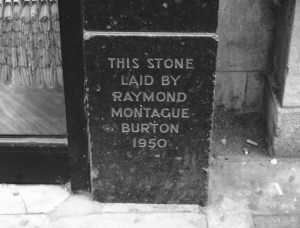 THIS STONE
LAID BY
RAYMOND
MONTAGUE
BURTON
1950